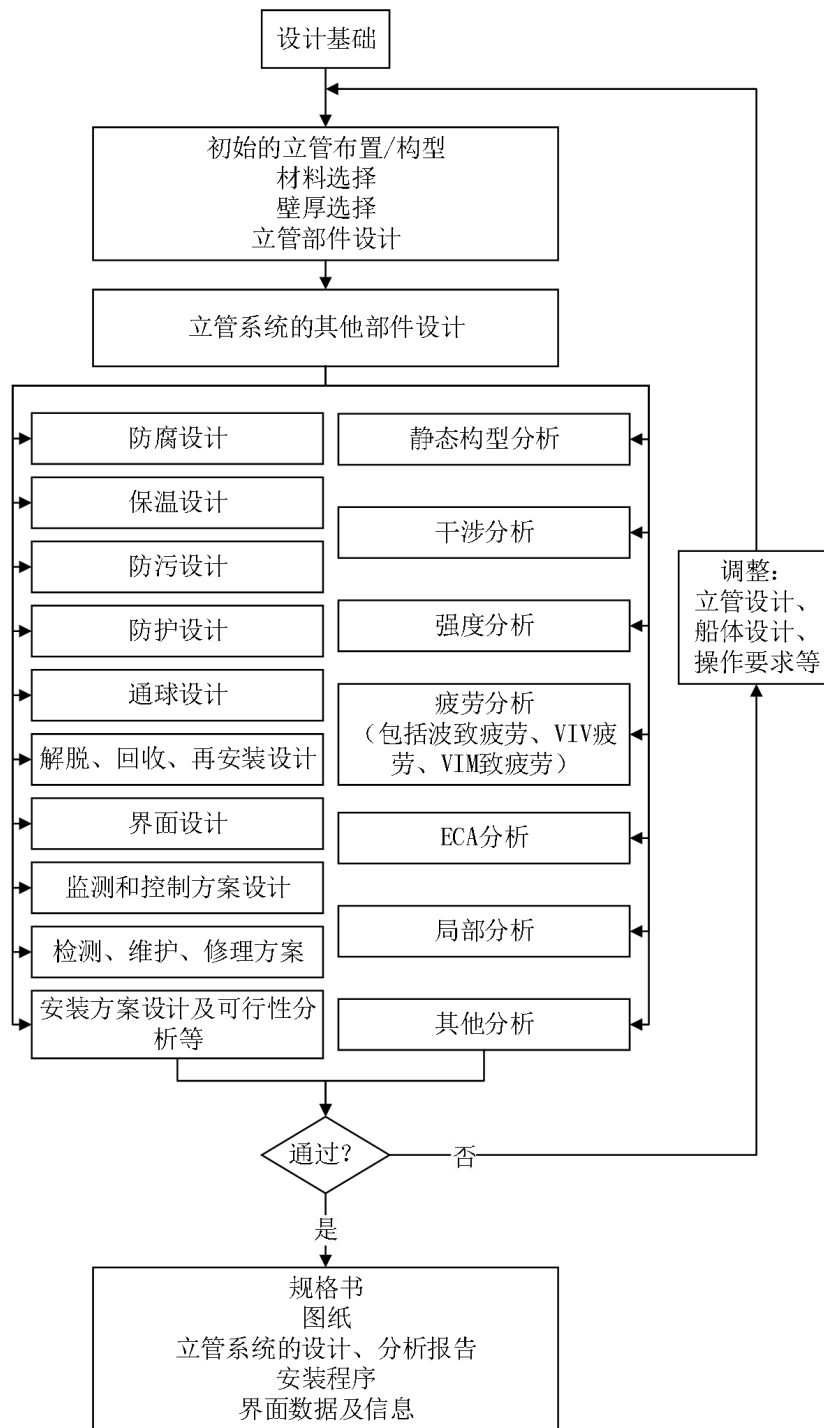 设计基础
初始的立管布置/构型
材料选择
壁厚选择
立管部件设计
立管系统的其他部件设计
防腐设计
保温设计
防污设计
防护设计
通球设计
解脱、回收、再安装设计
界面设计
监测和控制方案设计
检测、维护、修理方案
安装方案设计及可行性分
析等
静态构型分析
干涉分析
强度分析
疲劳分析
（包括波致疲劳、VIV疲
劳、VIM致疲劳）
ECA分析
局部分析
其他分析
调整：
立管设计、
船体设计、
操作要求等
通过？
否
是
规格书
图纸
立管系统的设计、分析报告
安装程序
界面数据及信息